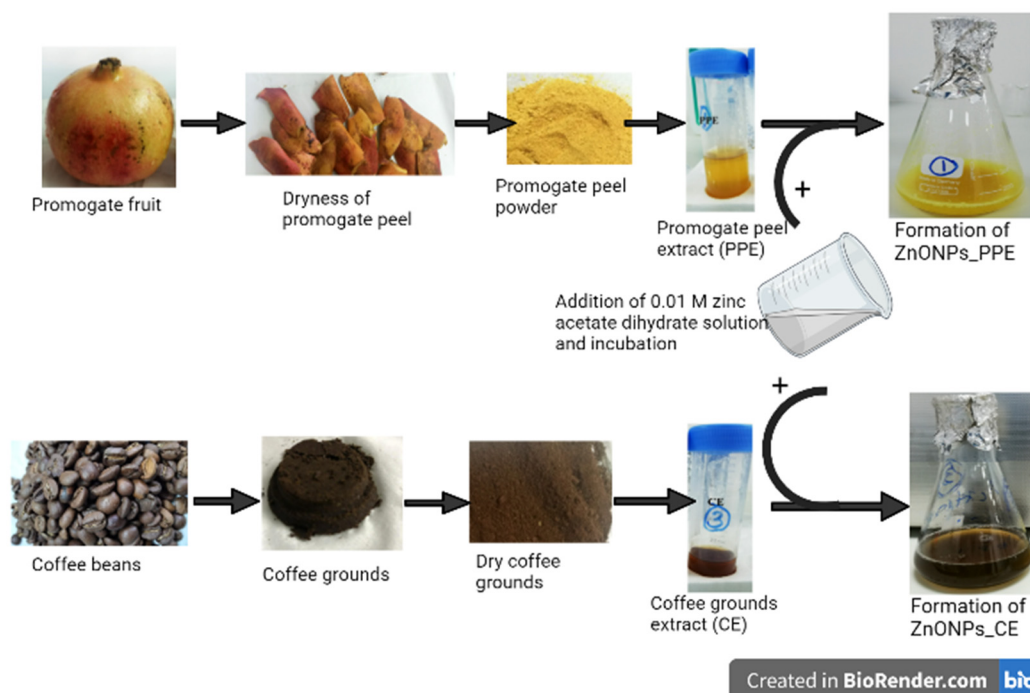 PPE
1
Promogate fruit
Dryness of
promogate peel
Promogate peel
powder
Promogate peel
extract (PPE)
+
Formation of
ZnONPs_PPE
Addition of 0.01 M zinc
acetate dihydrate solution
and incubation
+
CE
3
Coffee beans
Coffee grounds
Dry coffee
grounds
Coffee grounds
extract (CE)
Formation of
ZnONPs_CE
Created in BioRender.com
bio